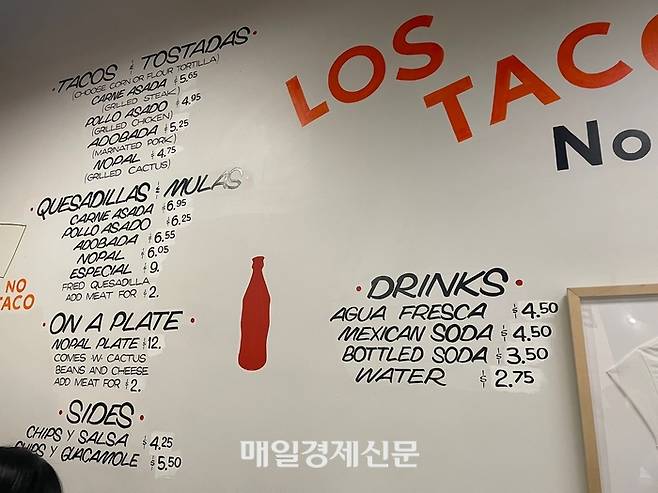 · TACOS & TOSTADAS ·
(CHOOSE CORN OR FLOUR TORTILLA)
CARNE ASADA $5.65
(GRILLED STEAK)
POLLO ASADO $4.95
(GRILLED CHICKEN)
ADOBADA $5.25
(MARINATED PORK)
NOPAL $4.75
(GRILLED CACTUS)
· QUESADILLAS & MULAS
CARNE ASADA $6.95
POLLO ASADO $6.25
ADOBADA $6.55
NOPAL $6.05
ESPECIAL $9.
FRIED QUESADILLA
ADD MEAT FOR $2.
· ON A PLATE ·
NOPAL PLATE $12.
COMES W- CACTUS
BEANS AND CHEESE
ADD MEAT FOR $2.
· SIDES ·
CHIPS Y SALSA $4.25
CHIPS Y GUACAMOLE $5.50
NO
TACO
LOS TACO
No
· DRINKS ·
AGUA FRESCA $4.50
MEXICAN SODA $4.50
BOTTLED SODA $3.50
WATER $2.75
매일경제신문